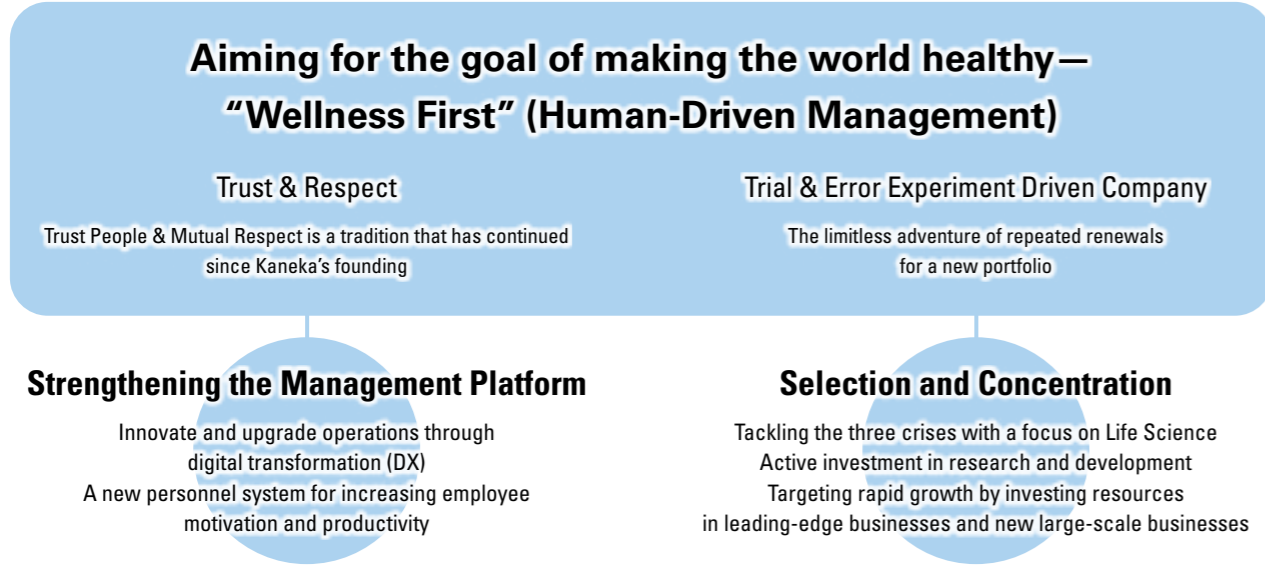 Aiming for the goal of making the world healthy—
“Wellness First” (Human-Driven Management)
Trust & Respect
Trust People & Mutual Respect is a tradition that has continued
since Kaneka’s founding
Trial & Error Experiment Driven Company
The limitless adventure of repeated renewals
for a new portfolio
Strengthening the Management Platform
Innovate and upgrade operations through
digital transformation (DX)
A new personnel system for increasing employee
motivation and productivity
Selection and Concentration
Tackling the three crises with a focus on Life Science
Active investment in research and development
Targeting rapid growth by investing resources
in leading-edge businesses and new large-scale businesses